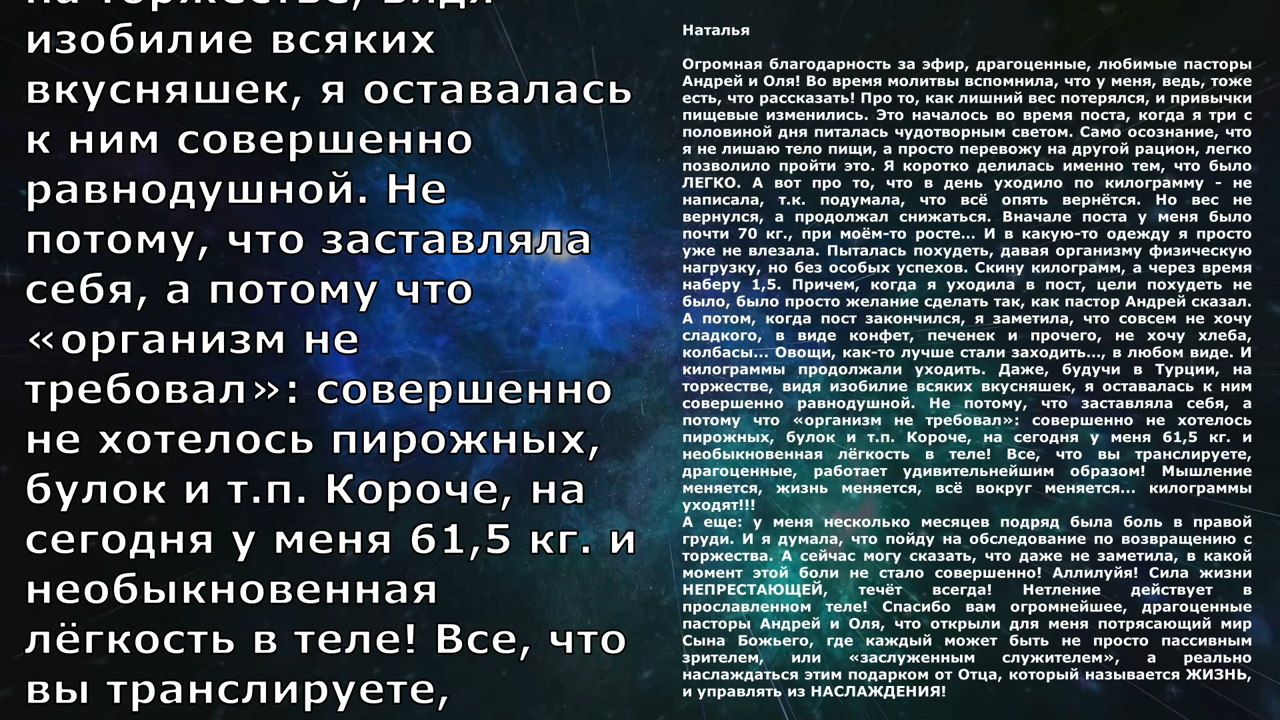 на торжестве, видя
изобилие всяких
вкусняшек, я оставалась
к ним совершенно
равнодушной. Не
потому, что заставляла
себя, а потому что
«организм не
требовал»: совершенно
не хотелось пирожных,
булок и т.п. Короче, на
сегодня у меня 61,5 кг. и
необыкновенная
лёгкость в теле! Все, что
вы транслируете,
Наталья
Огромная благодарность за эфир, драгоценные, любимые пасторы
Андрей и Оля! Во время молитвы вспомнила, что у меня, ведь, тоже
есть, что рассказать! Про то, как лишний вес потерялся, и привычки
пищевые изменились. Это началось во время поста, когда я три с
половиной дня питалась чудотворным светом. Само осознание, что
я не лишаю тело пищи, а просто перевожу на другой рацион, легко
позволило пройти это. Я коротко делилась именно тем, что было
ЛЕГКО. А вот про то, что в день уходило по килограмму - не
написала, т.к. подумала, что всё опять вернётся. Но вес не
вернулся, а продолжал снижаться. Вначале поста у меня было
почти 70 кг., при моём-то росте... И в какую-то одежду я просто
уже не влезала. Пыталась похудеть, давая организму физическую
нагрузку, но без особых успехов. Скину килограмм, а через время
наберу 1,5. Причем, когда я уходила в пост, цели похудеть не
было, было просто желание сделать так, как пастор Андрей сказал.
А потом, когда пост закончился, я заметила, что совсем не хочу
сладкого, в виде конфет, печенек и прочего, не хочу хлеба,
колбасы... Овощи, как-то лучше стали заходить..., в любом виде. И
килограммы продолжали уходить. Даже, будучи в Турции, на
торжестве, видя изобилие всяких вкусняшек, я оставалась к ним
совершенно равнодушной. Не потому, что заставляла себя, а
потому что «организм не требовал»: совершенно не хотелось
пирожных, булок и т.п. Короче, на сегодня у меня 61,5 кг. и
необыкновенная лёгкость в теле! Все, что вы транслируете,
драгоценные, работает удивительнейшим образом! Мышление
меняется, жизнь меняется, всё вокруг меняется... килограммы
уходят!!!
А еще: у меня несколько месяцев подряд была боль в правой
груди. И я думала, что пойду на обследование по возвращению с
торжества. А сейчас могу сказать, что даже не заметила, в какой
момент этой боли не стало совершенно! Аллилуйя! Сила жизни
НЕПРЕСТАЮЩЕЙ, течёт всегда! Нетление действует в
прославленном теле! Спасибо вам огромнейшее, драгоценные
пасторы Андрей и Оля, что открыли для меня потрясающий мир
Сына Божьего, где каждый может быть не просто пассивным
зрителем, или «заслуженным служителем», а реально
наслаждаться этим подарком от Отца, который называется ЖИЗНЬ,
и управлять из НАСЛАЖДЕНИЯ!